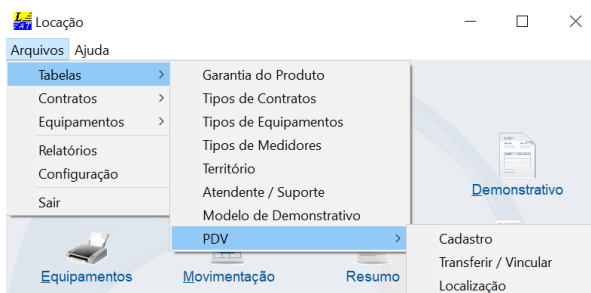 Locação
Arquivos Ajuda
Tabelas
Contratos
Equipamentos
Relatórios
Configuração
Sair
Garantia do Produto
Tipos de Contratos
Tipos de Equipamentos
Tipos de Medidores
Território
Atendente / Suporte
Modelo de Demonstrativo
PDV
Cadastro
Transferir / Vincular
Localização
Demonstrativo
Equipamentos
Movimentação
Resumo